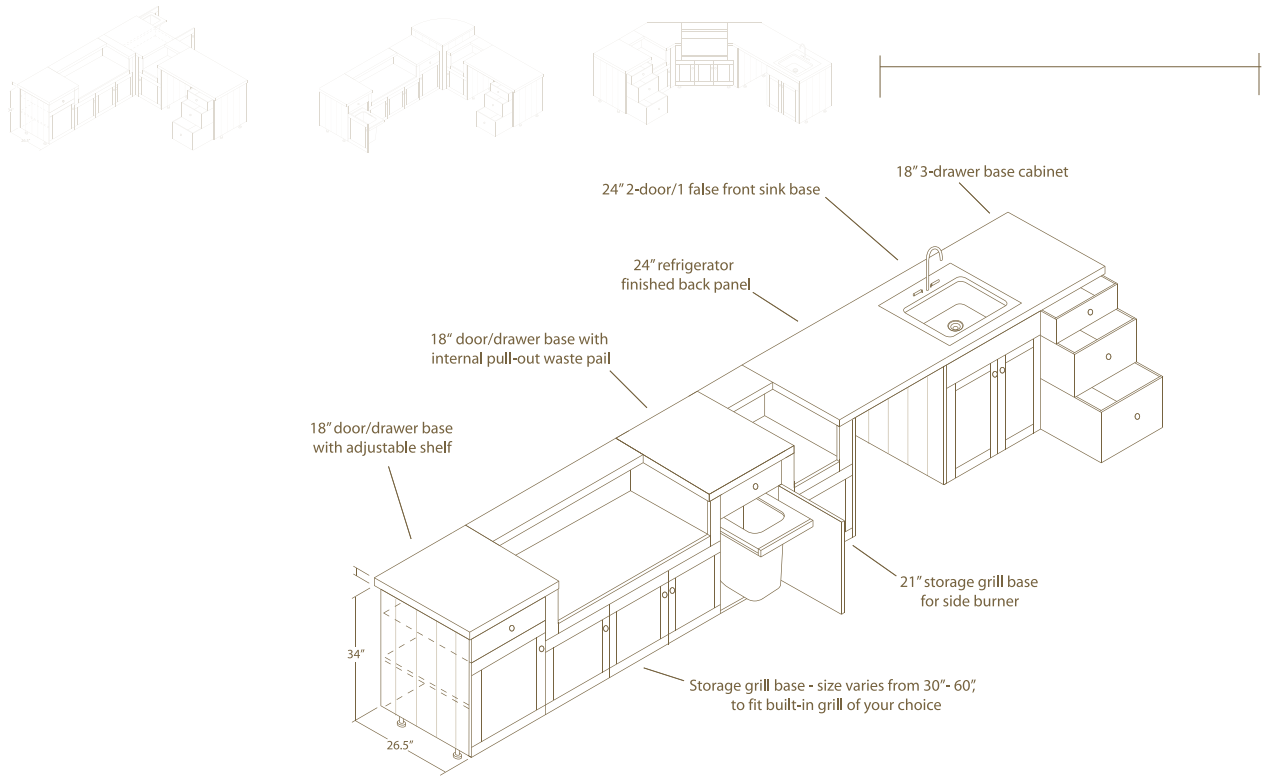 18” 3-drawer base cabinet
24” 2-door/1 false front sink base
24” refrigerator
finished back panel
18” door/drawer base with
internal pull-out waste pail
18” door/drawer base
with adjustable shelf
21” storage grill base
for side burner
34”
Storage grill base - size varies from 30”- 60”,
to fit built-in grill of your choice
26.5”